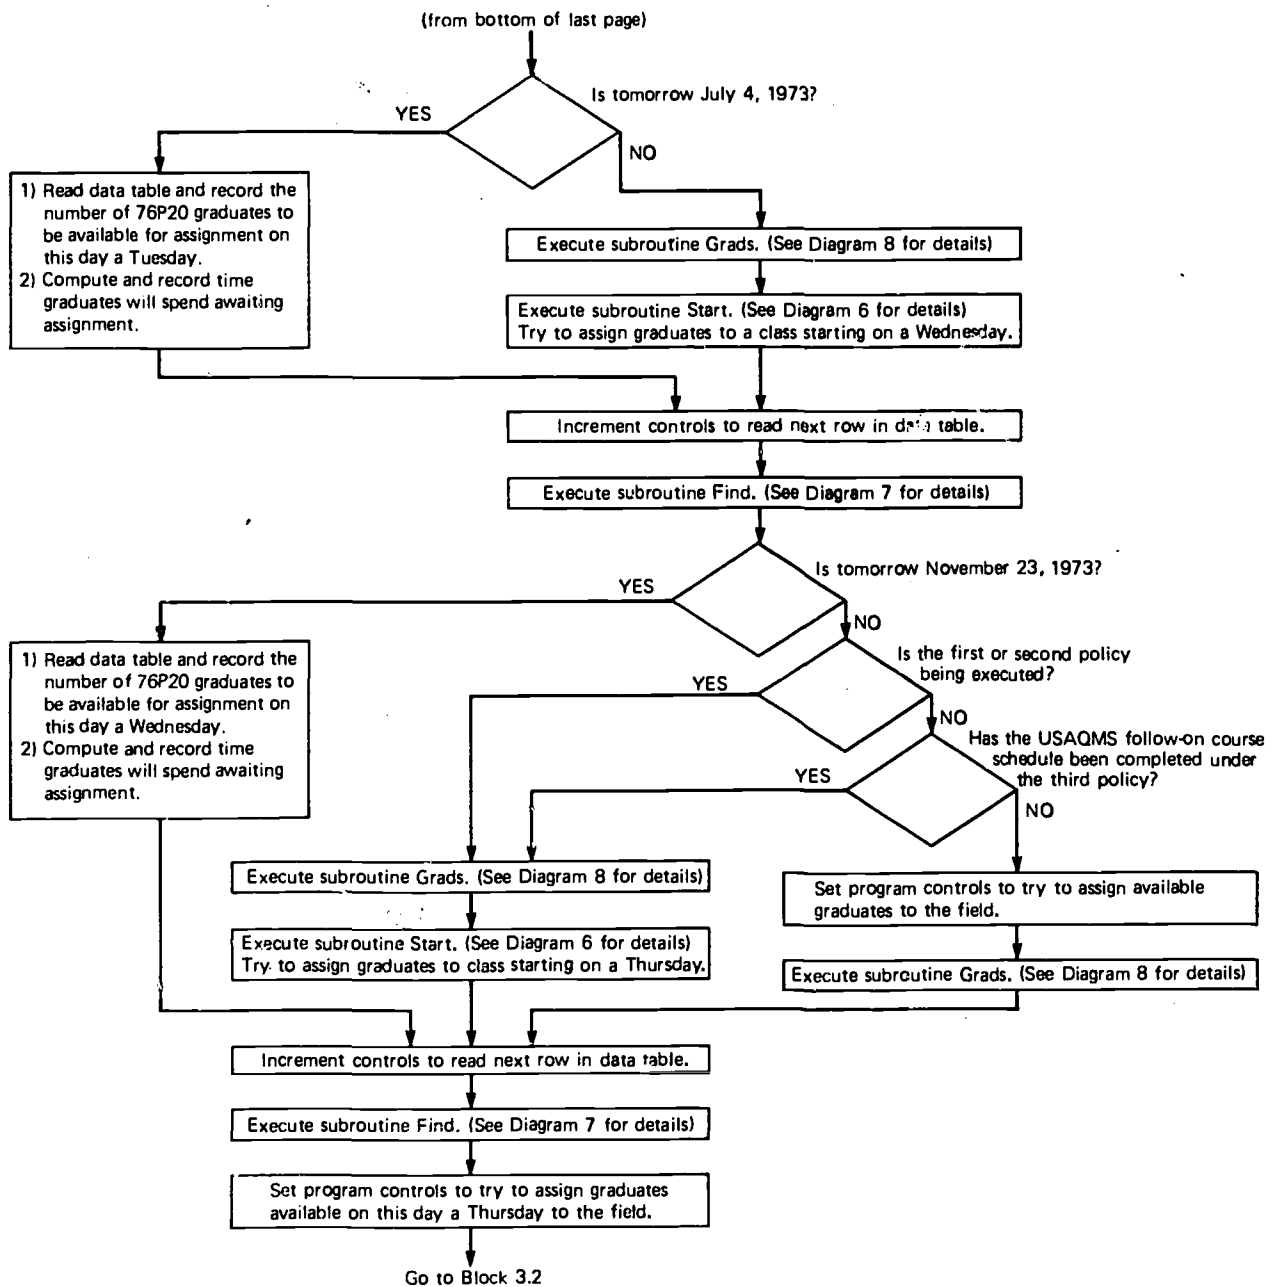 (from bottom of last page)
Is tomorrow July 4, 1973?
YES
NO
1) Read data table and record the
number of 76P20 graduates to
be available for assignment on
this day a Tuesday.
2) Compute and record time
graduates will spend awaiting
assignment.
Execute subroutine Grads. (See Diagram 8 for details)
Execute subroutine Start. (See Diagram 6 for details)
Try to assign graduates to a class starting on a Wednesday.
Increment controls to read next row in data table.
Execute subroutine Find. (See Diagram 7 for details)
Is tomorrow November 23, 1973?
YES
NO
1) Read data table and record the
number of 76P20 graduates to
be available for assignment on
this day a Wednesday.
2) Compute and record time
graduates will spend awaiting
assignment.
Is the first or second policy
being executed?
YES
NO
Has the USAQMS follow-on course
schedule been completed under
the third policy?
YES
NO
Execute subroutine Grads. (See Diagram 8 for details)
Set program controls to try to assign available
graduates to the field.
Execute subroutine Start. (See Diagram 6 for details)
Try to assign graduates to class starting on a Thursday.
Execute subroutine Grads. (See Diagram 8 for details)
Increment controls to read next row in data table.
Execute subroutine Find. (See Diagram 7 for details)
Set program controls to try to assign graduates
available on this day a Thursday to the field.
Go to Block 3.2